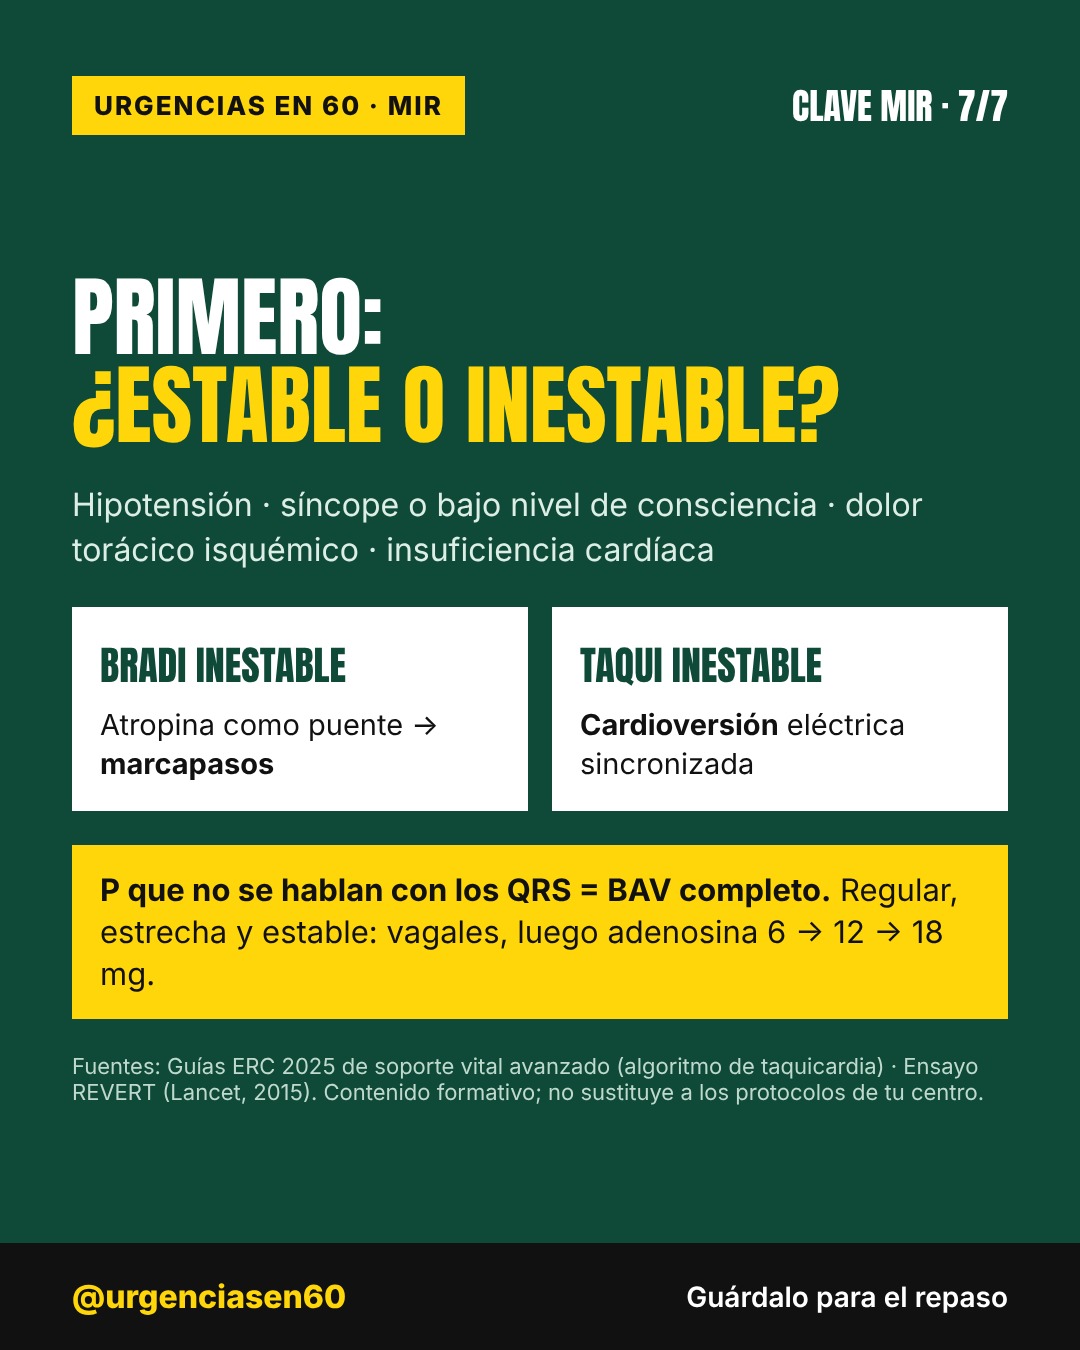 URGENCIAS EN 60 · MIR
CLAVE MIR · 7/7
PRIMERO:
¿ESTABLE O INESTABLE?
Hipotensión · síncope o bajo nivel de consciencia · dolor
torácico isquémico · insuficiencia cardíaca
BRADI INESTABLE
Atropina como puente →
marcapasos
TAQUI INESTABLE
Cardioversión eléctrica
sincronizada
P que no se hablan con los QRS = BAV completo. Regular,
estrecha y estable: vagales, luego adenosina 6 → 12 → 18
mg.
Fuentes: Guías ERC 2025 de soporte vital avanzado (algoritmo de taquicardia) · Ensayo
REVERT (Lancet, 2015). Contenido formativo; no sustituye a los protocolos de tu centro.
@urgenciasen60
Guárdalo para el repaso